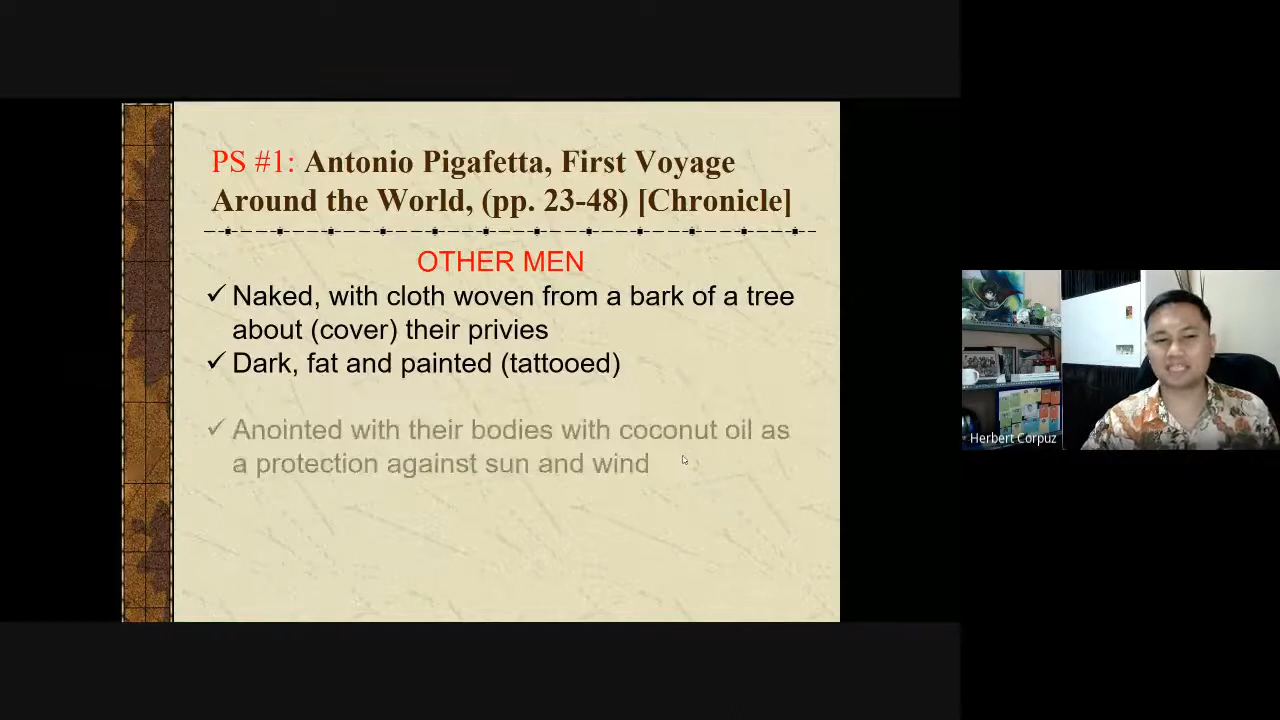 PS #1: Antonio Pigafetta, First Voyage
Around the World, (pp. 23-48) [Chronicle]
OTHER MEN
✓ Naked, with cloth woven from a bark of a tree
about (cover) their privies
✓ Dark, fat and painted (tattooed)
✓ Anointed with their bodies with coconut oil as
a protection against sun and wind
Herbert Corpuz